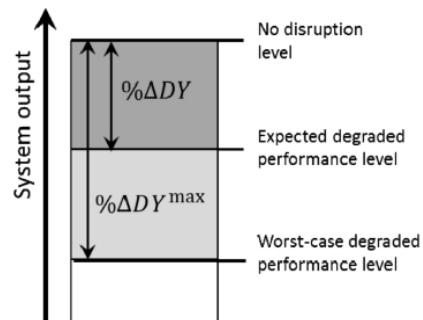 System output
No disruption
level
%ΔDY
Expected degraded
performance level
%ΔDY^max
Worst-case degraded
performance level